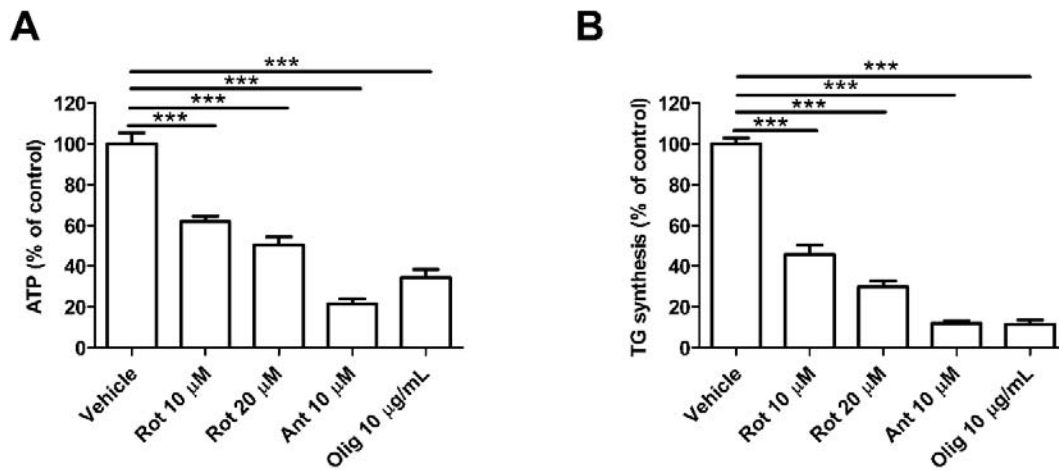 A
***
***
***
***
ATP (% of control)
120
100
80
60
40
20
0
Vehicle
Rot 10 μM
Rot 20 μM
Ant 10 μM
Olig 10 μg/mL
B
***
***
***
***
TG synthesis (% of control)
120
100
80
60
40
20
0
Vehicle
Rot 10 μM
Rot 20 μM
Ant 10 μM
Olig 10 μg/mL